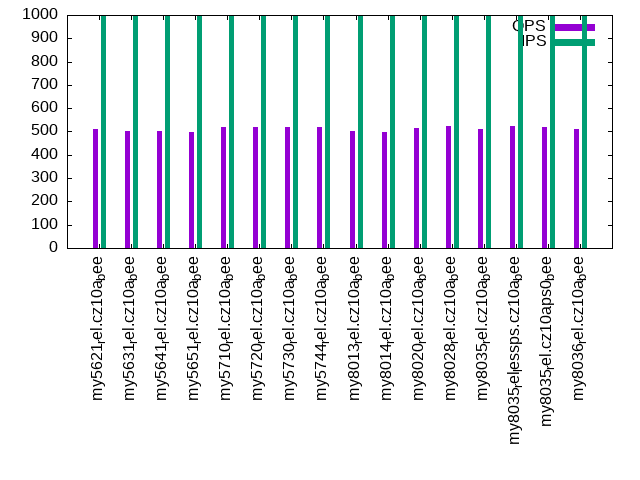 1000
900
800
700
600
500
400
300
200
100
0
QPS
IPS
my5621rel.cz10abee
my5631rel.cz10abee
my5641rel.cz10abee
my5651rel.cz10abee
my5710rel.cz10abee
my5720rel.cz10abee
my5730rel.cz10abee
my5744rel.cz10abee
my8013rel.cz10abee
my8014rel.cz10abee
my8020rel.cz10abee
my8028rel.cz10abee
my8035rel.cz10abee
my8035rellessps.cz10abee
my8035rel.cz10aps0bee
my8036rel.cz10abee